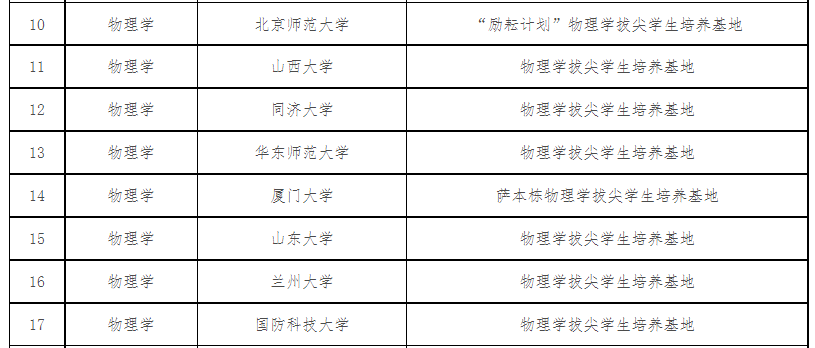 10 物理学 北京师范大学 “励耘计划”物理学拔尖学生培养基地
11 物理学 山西大学 物理学拔尖学生培养基地
12 物理学 同济大学 物理学拔尖学生培养基地
13 物理学 华东师范大学 物理学拔尖学生培养基地
14 物理学 厦门大学 萨本栋物理学拔尖学生培养基地
15 物理学 山东大学 物理学拔尖学生培养基地
16 物理学 兰州大学 物理学拔尖学生培养基地
17 物理学 国防科技大学 物理学拔尖学生培养基地